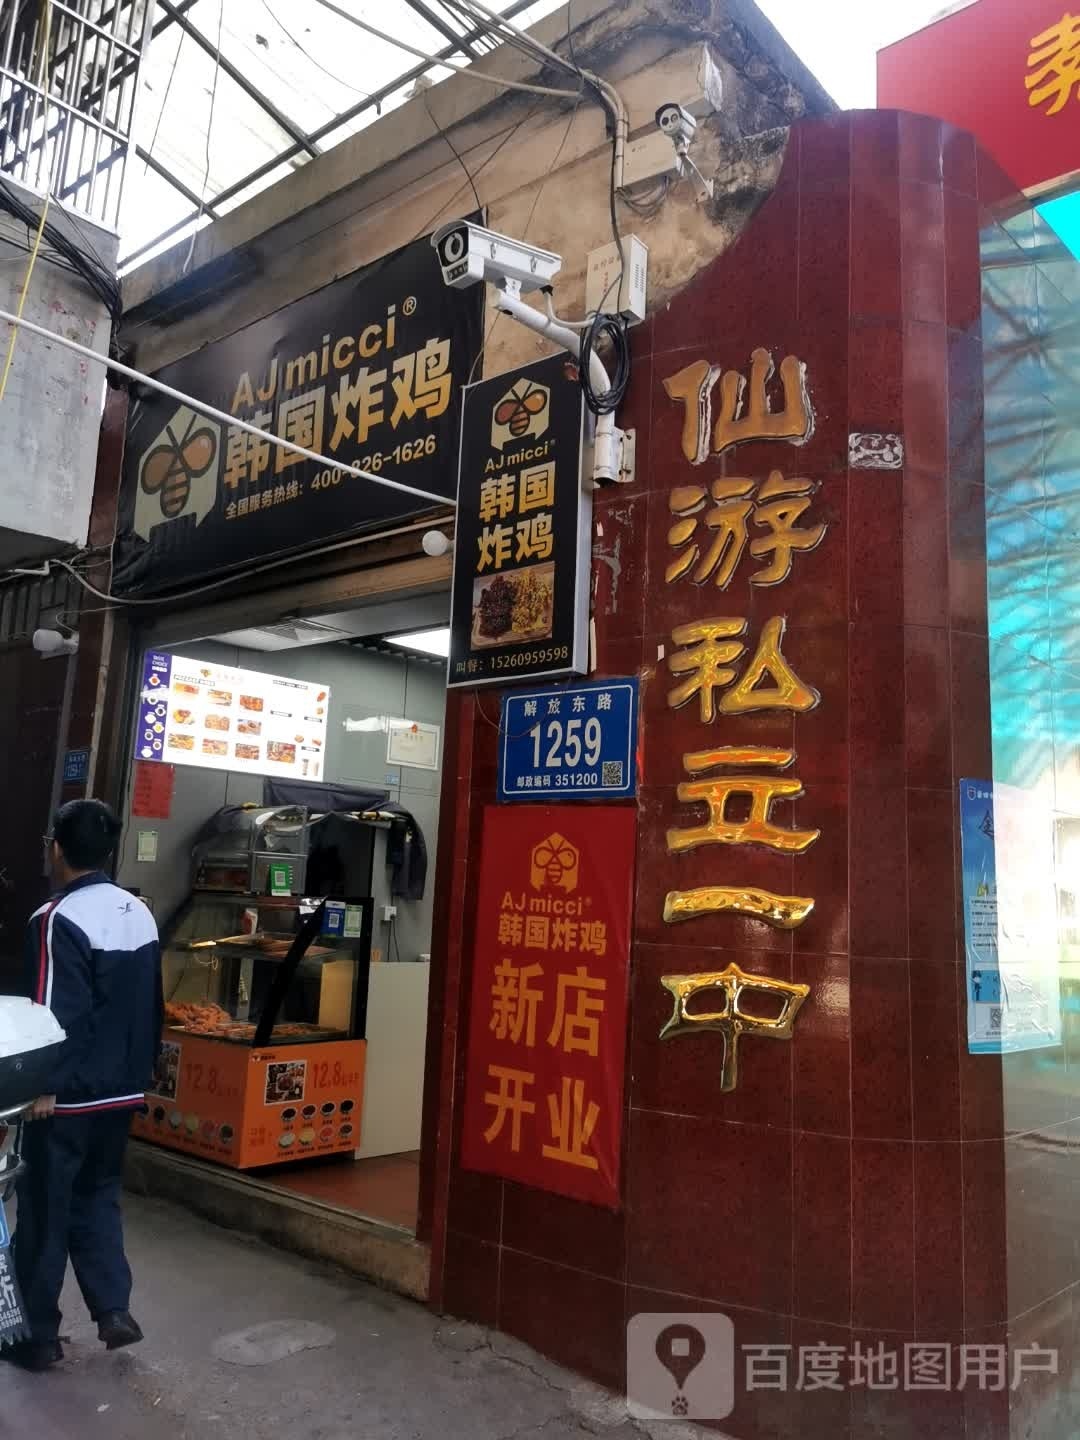 AJmicci®
韩国炸鸡
全国服务热线：400-826-1626
AJmicci®
韩国
炸鸡
叫餐：15260959598
解放东路
1259
邮政编码 351200
AJmicci®
韩国炸鸡
新店
开业
仙游私立一中
12.8
12.8
百度地图用户